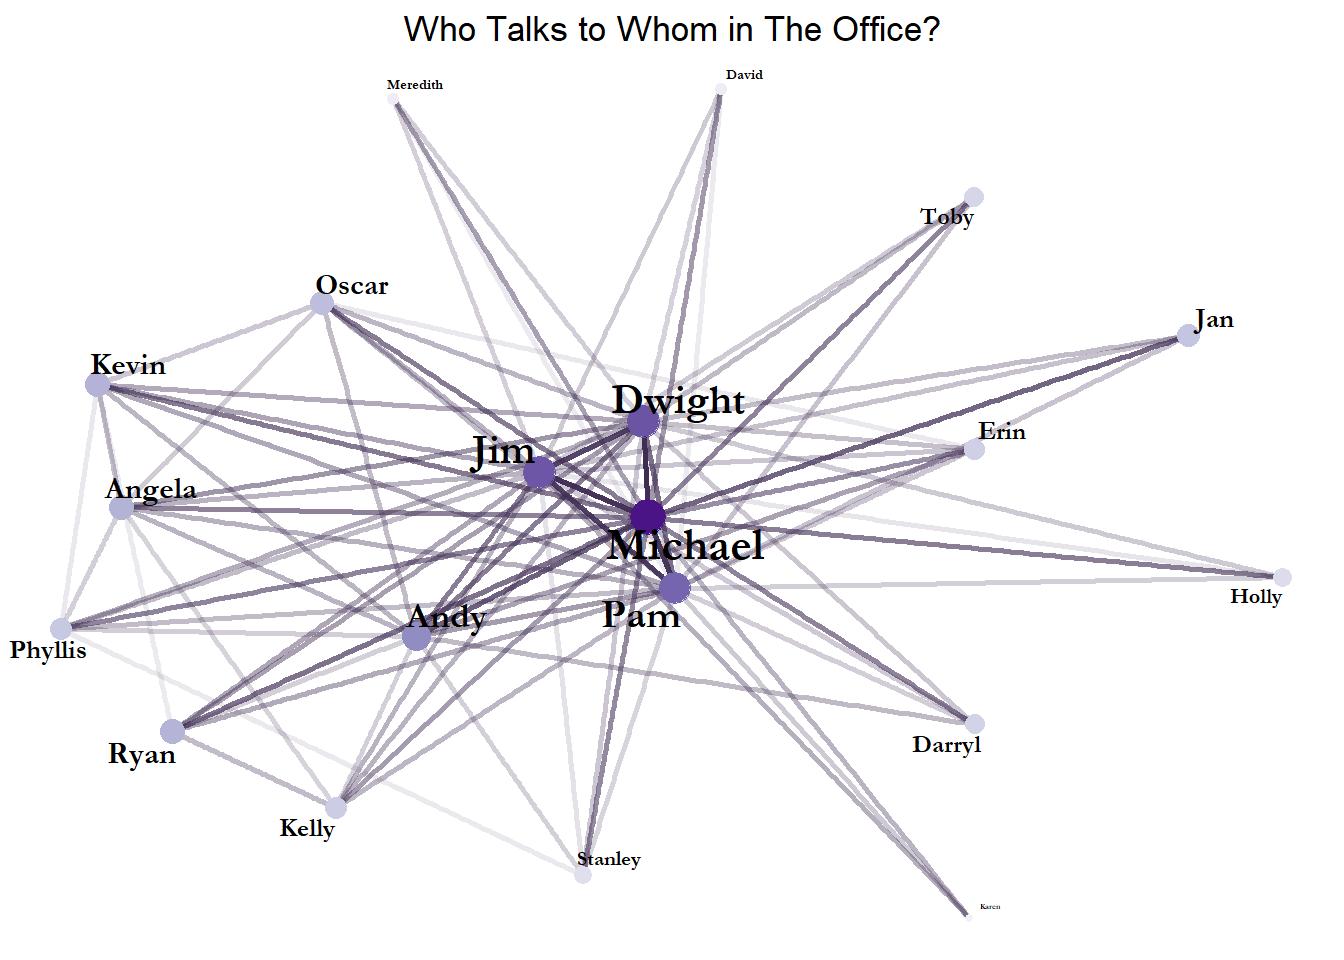 Who Talks to Whom in The Office?
David
Meredith
Toby
Oscar
Jan
Kevin
Dwight
Erin
Jim
Angela
Michael
Holly
Pam
Andy
Phyllis
Darryl
Ryan
Kelly
Stanley
Karen